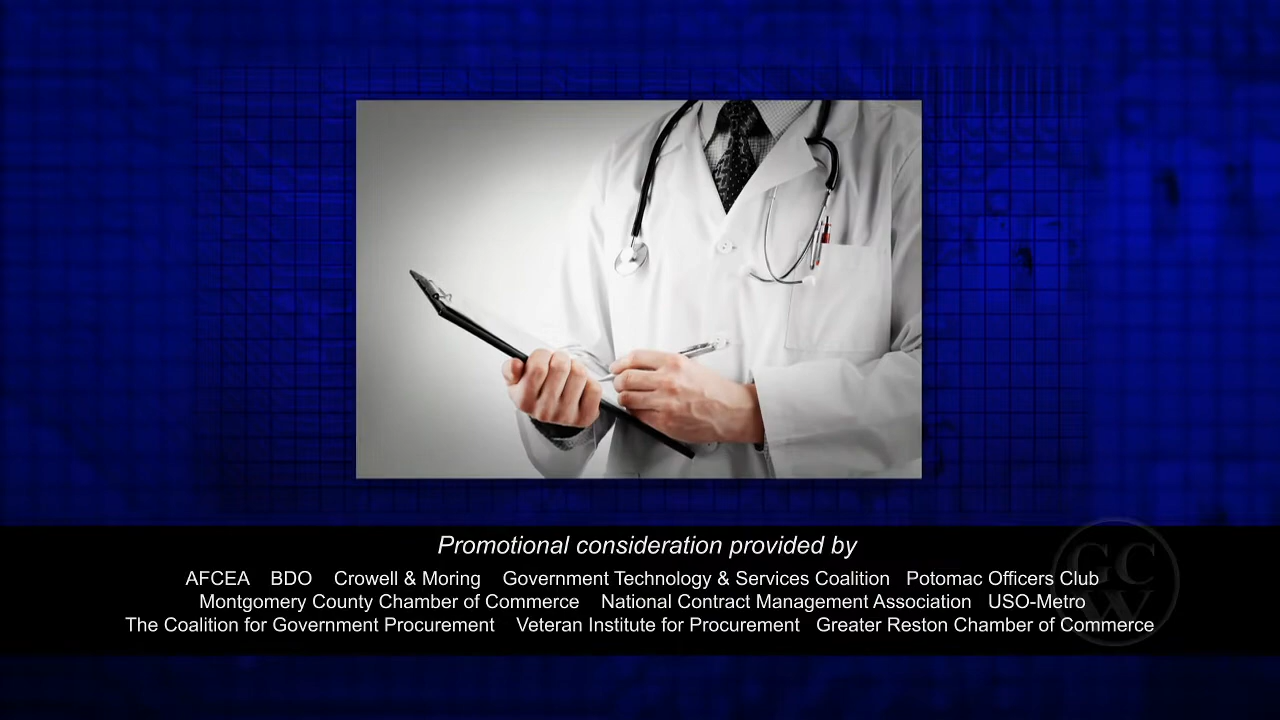 Promotional consideration provided by
AFCEA BDO Crowell & Moring Government Technology & Services Coalition Potomac Officers Club
Montgomery County Chamber of Commerce National Contract Management Association USO-Metro
The Coalition for Government Procurement Veteran Institute for Procurement Greater Reston Chamber of Commerce
GC
W